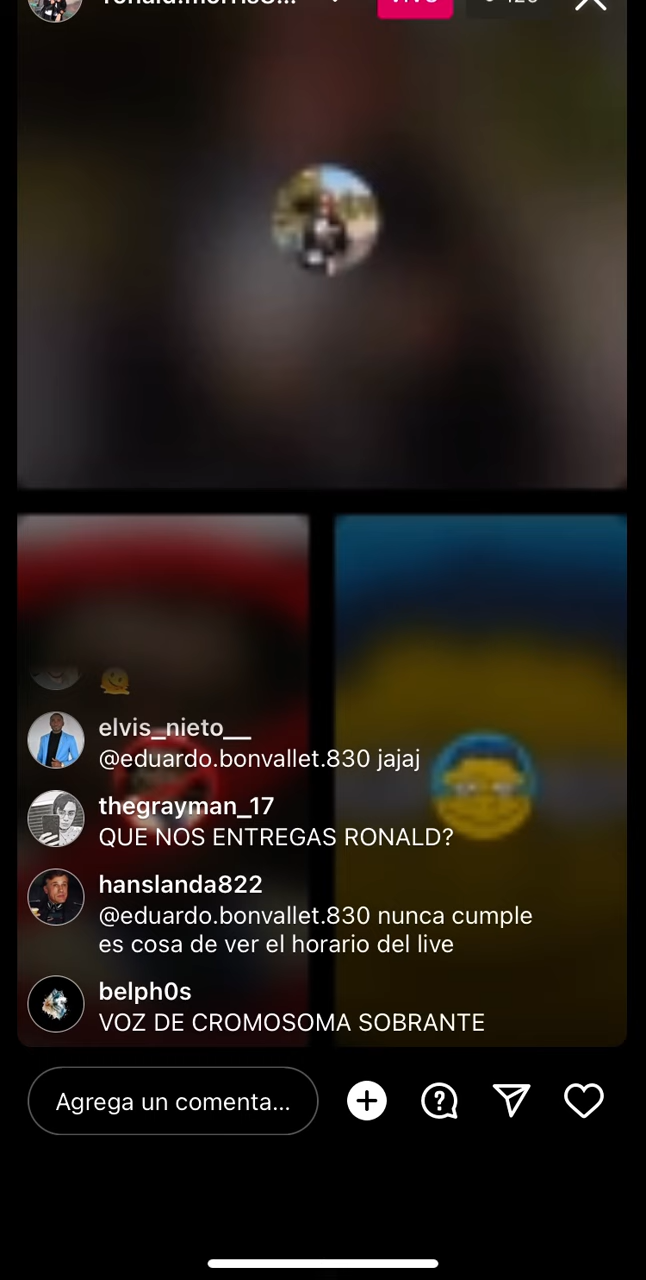 elvis_nieto__
@eduardo.bonvallet.830 jajaj
thegrayman_17
QUE NOS ENTREGAS RONALD?
hanslanda822
@eduardo.bonvallet.830 nunca cumple
es cosa de ver el horario del live
belph0s
VOZ DE CROMOSOMA SOBRANTE
Agrega un comenta...